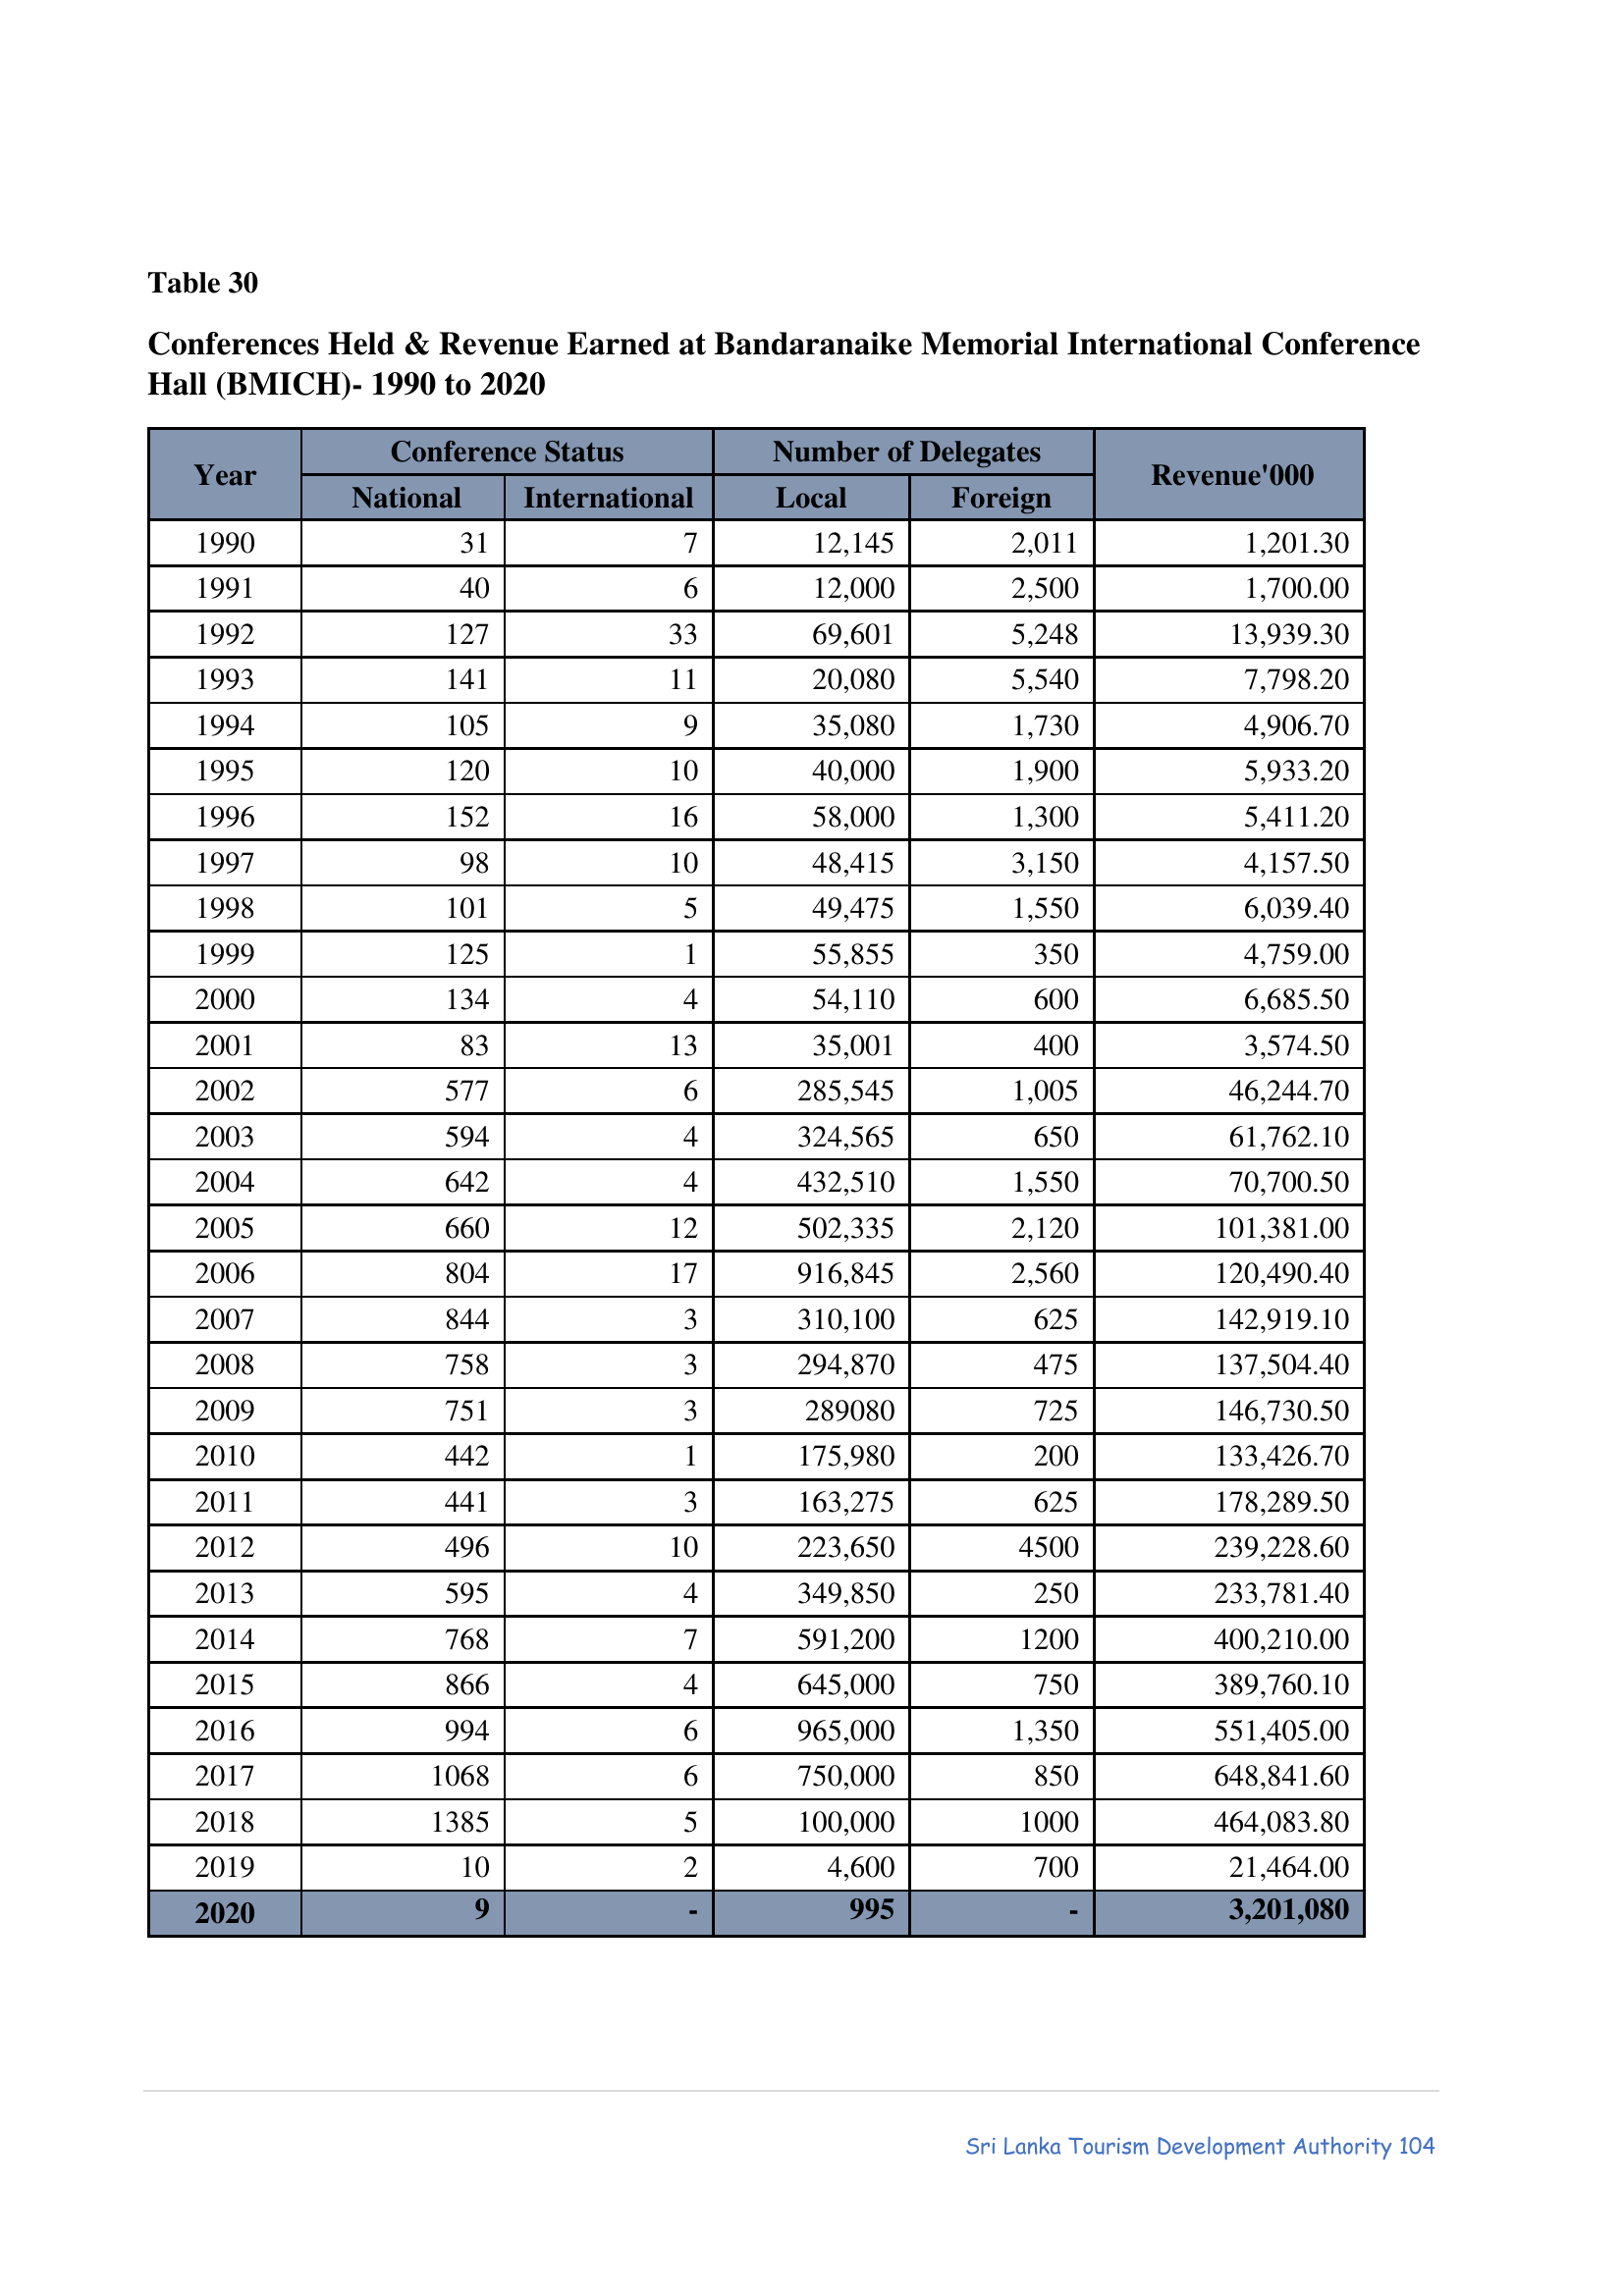 Table 30
Conferences Held & Revenue Earned at Bandaranaike Memorial International Conference
Hall (BMICH)- 1990 to 2020
Year Conference Status Number of Delegates Revenue'000
National International Local Foreign
1990 31 7 12,145 2,011 1,201.30
1991 40 6 12,000 2,500 1,700.00
1992 127 33 69,601 5,248 13,939.30
1993 141 11 20,080 5,540 7,798.20
1994 105 9 35,080 1,730 4,906.70
1995 120 10 40,000 1,900 5,933.20
1996 152 16 58,000 1,300 5,411.20
1997 98 10 48,415 3,150 4,157.50
1998 101 5 49,475 1,550 6,039.40
1999 125 1 55,855 350 4,759.00
2000 134 4 54,110 600 6,685.50
2001 83 13 35,001 400 3,574.50
2002 577 6 285,545 1,005 46,244.70
2003 594 4 324,565 650 61,762.10
2004 642 4 432,510 1,550 70,700.50
2005 660 12 502,335 2,120 101,381.00
2006 804 17 916,845 2,560 120,490.40
2007 844 3 310,100 625 142,919.10
2008 758 3 294,870 475 137,504.40
2009 751 3 289080 725 146,730.50
2010 442 1 175,980 200 133,426.70
2011 441 3 163,275 625 178,289.50
2012 496 10 223,650 4500 239,228.60
2013 595 4 349,850 250 233,781.40
2014 768 7 591,200 1200 400,210.00
2015 866 4 645,000 750 389,760.10
2016 994 6 965,000 1,350 551,405.00
2017 1068 6 750,000 850 648,841.60
2018 1385 5 100,000 1000 464,083.80
2019 10 2 4,600 700 21,464.00
2020 9 - 995 - 3,201,080
Sri Lanka Tourism Development Authority 104